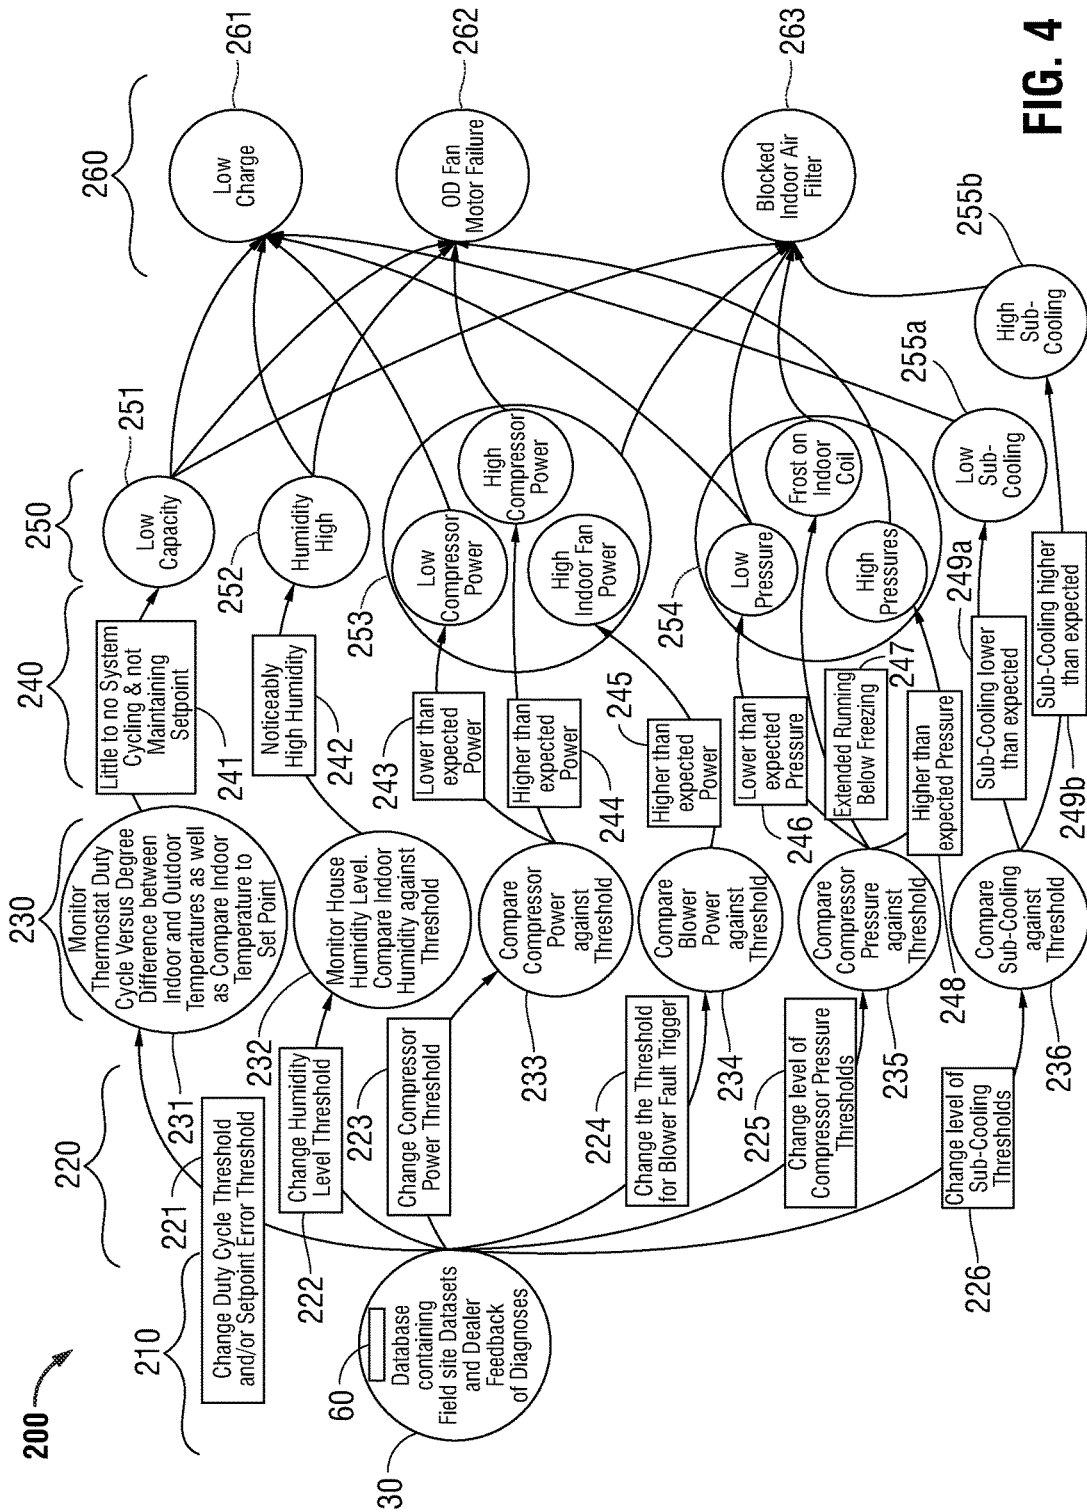 200
210
220
230
240
250
260
30
60
Database
containing
Field site Datasets
and Dealer
Feedback
of Diagnoses
221
Change Duty Cycle Threshold
and/or Setpoint Error Threshold
222
Change Humidity
Level Threshold
223
Change Compressor
Power Threshold
224
Change the Threshold
for Blower Fault Trigger
225
Change level of
Compressor Pressure
Thresholds
226
Change level of
Sub-Cooling
Thresholds
231
Monitor
Thermostat Duty
Cycle Versus Degree
Difference between
Indoor and Outdoor
Temperatures as well
as Compare Indoor
Temperature to
Set Point
232
Monitor House
Humidity Level.
Compare Indoor
Humidity against
Threshold
233
Compare
Compressor
Power
against
Threshold
234
Compare
Blower
Power
against
Threshold
235
Compare
Compressor
Pressure
against
Threshold
236
Compare
Sub-Cooling
against
Threshold
241
Little to no System
Cycling & not
Maintaining
Setpoint
242
Noticeably
High Humidity
243
Lower than
expected
Power
244
Higher than
expected
Power
245
Higher than
expected
Power
246
Lower than
expected
Pressure
247
Extended Running
Below Freezing
248
Higher than
expected Pressure
249a
Sub-Cooling lower
than expected
249b
Sub-Cooling higher
than expected
251
Low
Capacity
252
Humidity
High
253
Low
Compressor
Power
High
Compressor
Power
High
Indoor Fan
Power
254
Low
Pressure
Frost on
Indoor
Coil
High
Pressures
255a
Low
Sub-
Cooling
255b
High
Sub-
Cooling
261
Low
Charge
262
OD Fan
Motor Failure
263
Blocked
Indoor Air
Filter
FIG. 4